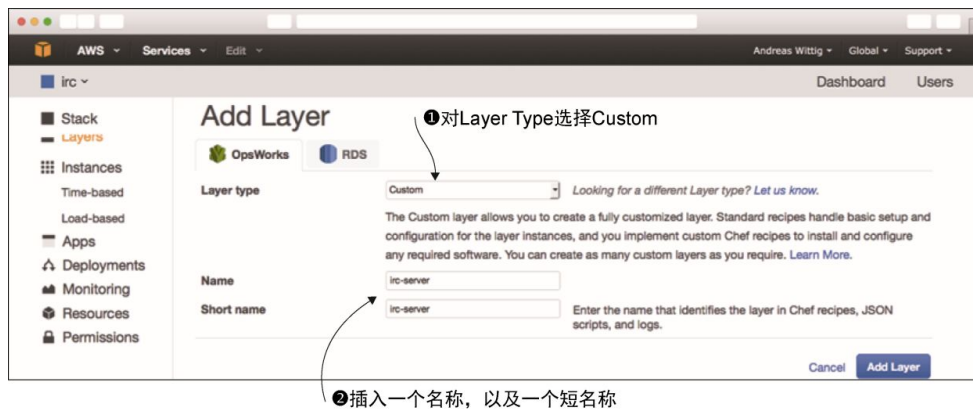 AWS Services Edit Andreas Wittig Global Support
irc Dashboard Users
Stack
Layers
Instances
Time-based
Load-based
Apps
Deployments
Monitoring
Resources
Permissions
Add Layer
❶对Layer Type选择Custom
OpsWorks RDS
Layer type Custom Looking for a different Layer type? Let us know.
The Custom layer allows you to create a fully customized layer. Standard recipes handle basic setup and
configuration for the layer instances, and you implement custom Chef recipes to install and configure
any required software. You can create as many custom layers as you require. Learn More.
Name irc-server
Short name irc-server Enter the name that identifies the layer in Chef recipes, JSON
scripts, and logs.
Cancel Add Layer
❷插入一个名称，以及一个短名称